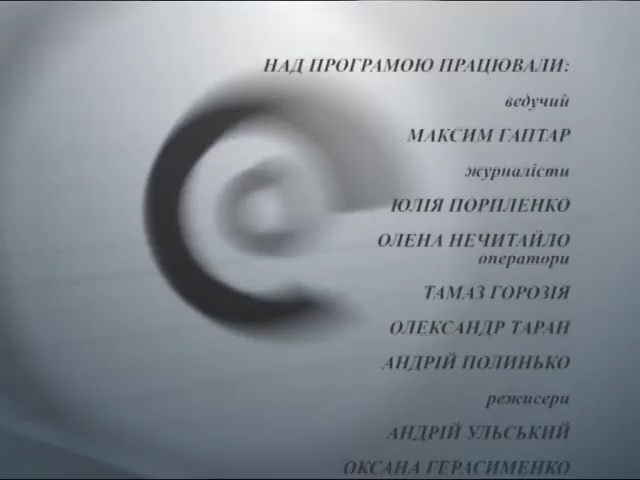 НАД ПРОГРАМОЮ ПРАЦЮВАЛИ:
ведучий
МАКСИМ ГАПТАР
журналісти
ЮЛІЯ ПОРПЛЕНКО
ОЛЕНА НЕЧИТАЙЛО
оператори
ТАМАЗ ГОРОЗІЯ
ОЛЕКСАНДР ТАРАН
АНДРІЙ ПОЛИНЬКО
режисери
АНДРІЙ УЛЬСЬКИЙ
ОКСАНА ГЕРАСИМЕНКО